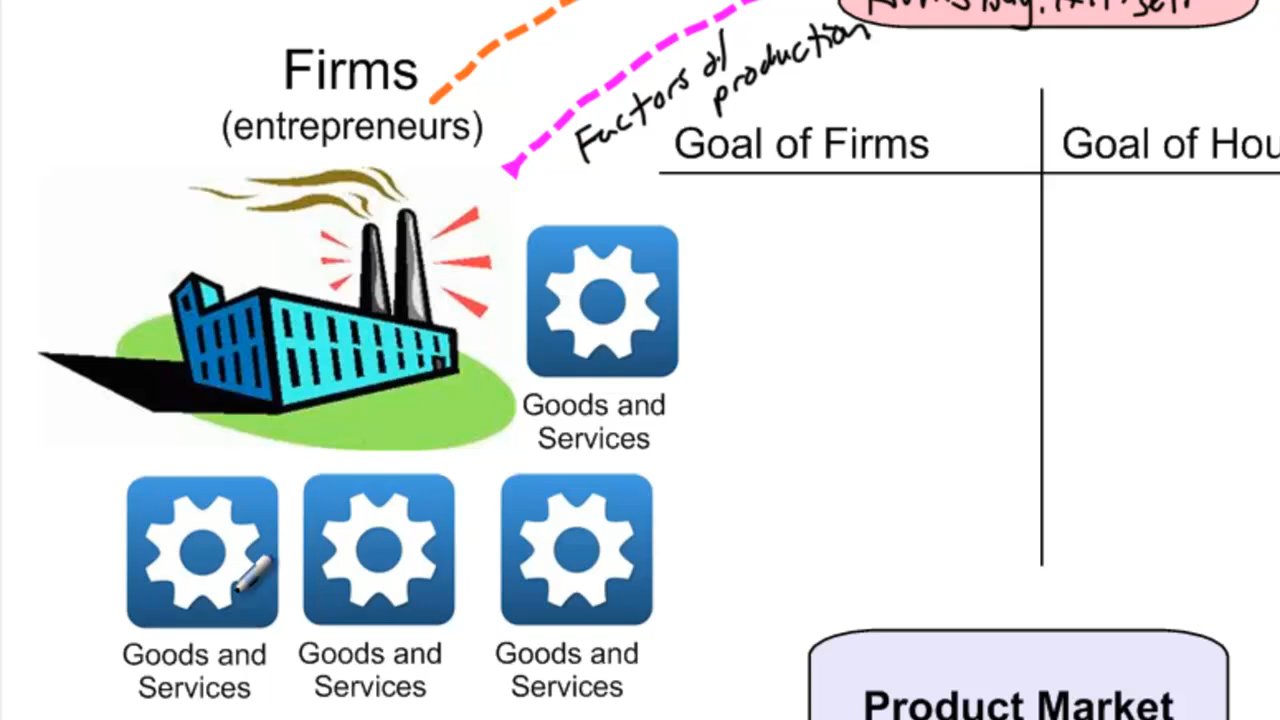 Firms
(entrepreneurs)
Factors of
production
Goal of Firms
Goal of Hou
Goods and
Services
Goods and
Services
Goods and
Services
Goods and
Services
Product Market